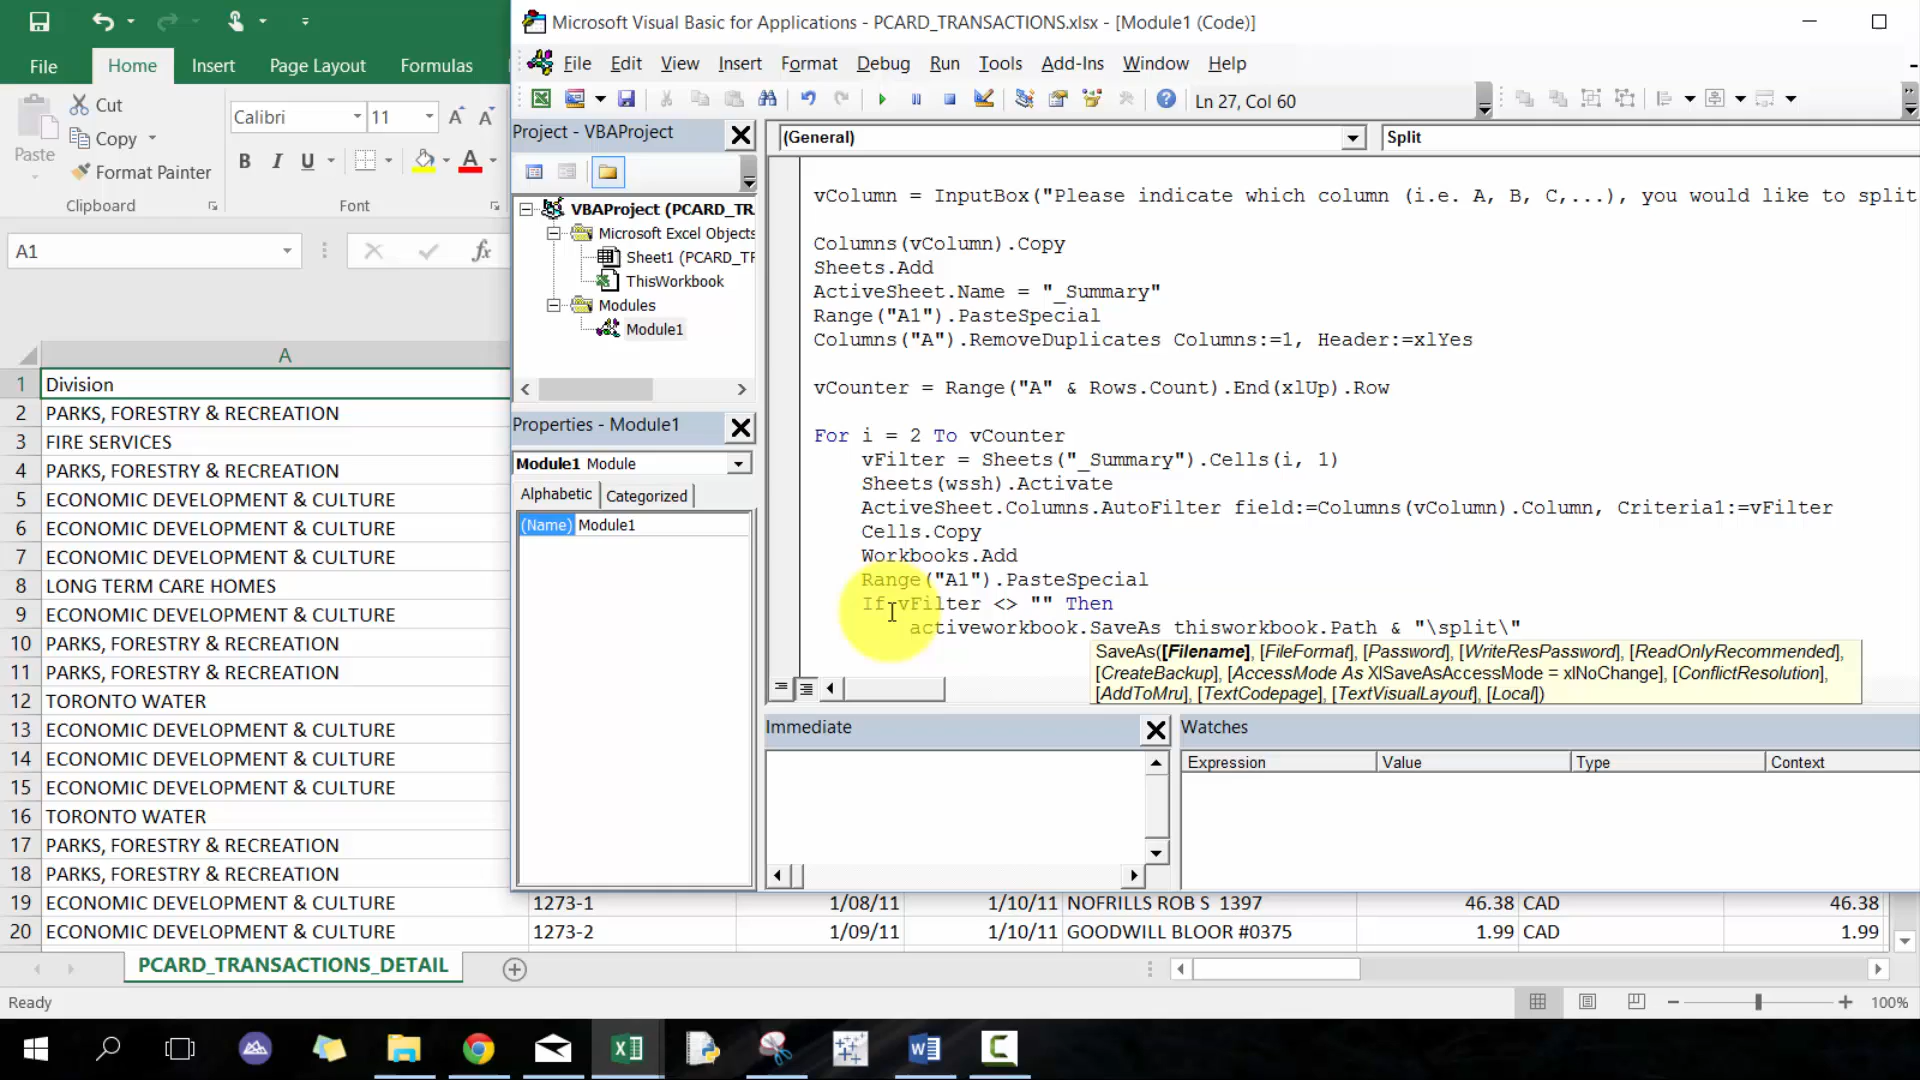 Microsoft Visual Basic for Applications - PCARD_TRANSACTIONS.xlsx - [Module1 (Code)]
File Home Insert Page Layout Formulas
File Edit View Insert Format Debug Run Tools Add-Ins Window Help
Ln 27, Col 60
Cut
Copy
Paste
Format Painter
Clipboard
Calibri 11
B I U A
Font
A1
fx
Project - VBAProject
VBAProject (PCARD_TR
Microsoft Excel Objects
Sheet1 (PCARD_TF
ThisWorkbook
Modules
Module1
Properties - Module1
Module1 Module
Alphabetic Categorized
(Name) Module1
(General) Split
vColumn = InputBox("Please indicate which column (i.e. A, B, C,...), you would like to split
Columns(vColumn).Copy
Sheets.Add
ActiveSheet.Name = "_Summary"
Range("A1").PasteSpecial
Columns("A").RemoveDuplicates Columns:=1, Header:=xlYes
vCounter = Range("A" & Rows.Count).End(xlUp).Row
For i = 2 To vCounter
vFilter = Sheets("_Summary").Cells(i, 1)
Sheets(wssh).Activate
ActiveSheet.Columns.AutoFilter field:=Columns(vColumn).Column, Criteria1:=vFilter
Cells.Copy
Workbooks.Add
Range("A1").PasteSpecial
If vFilter <> "" Then
activeworkbook.SaveAs thisworkbook.Path & "\split\"
SaveAs([Filename], [FileFormat], [Password], [WriteResPassword], [ReadOnlyRecommended],
[CreateBackup], [AccessMode As XlSaveAsAccessMode = xlNoChange], [ConflictResolution],
[AddToMru], [TextCodepage], [TextVisualLayout], [Local])
Immediate
Watches
Expression Value Type Context
A
1 Division
2 PARKS, FORESTRY & RECREATION
3 FIRE SERVICES
4 PARKS, FORESTRY & RECREATION
5 ECONOMIC DEVELOPMENT & CULTURE
6 ECONOMIC DEVELOPMENT & CULTURE
7 ECONOMIC DEVELOPMENT & CULTURE
8 LONG TERM CARE HOMES
9 ECONOMIC DEVELOPMENT & CULTURE
10 PARKS, FORESTRY & RECREATION
11 PARKS, FORESTRY & RECREATION
12 TORONTO WATER
13 ECONOMIC DEVELOPMENT & CULTURE
14 ECONOMIC DEVELOPMENT & CULTURE
15 ECONOMIC DEVELOPMENT & CULTURE
16 TORONTO WATER
17 PARKS, FORESTRY & RECREATION
18 PARKS, FORESTRY & RECREATION
19 ECONOMIC DEVELOPMENT & CULTURE 1273-1 1/08/11 1/10/11 NOFRILLS ROB S 1397 46.38 CAD 46.38
20 ECONOMIC DEVELOPMENT & CULTURE 1273-2 1/09/11 1/10/11 GOODWILL BLOOR #0375 1.99 CAD 1.99
PCARD_TRANSACTIONS_DETAIL
Ready
100%